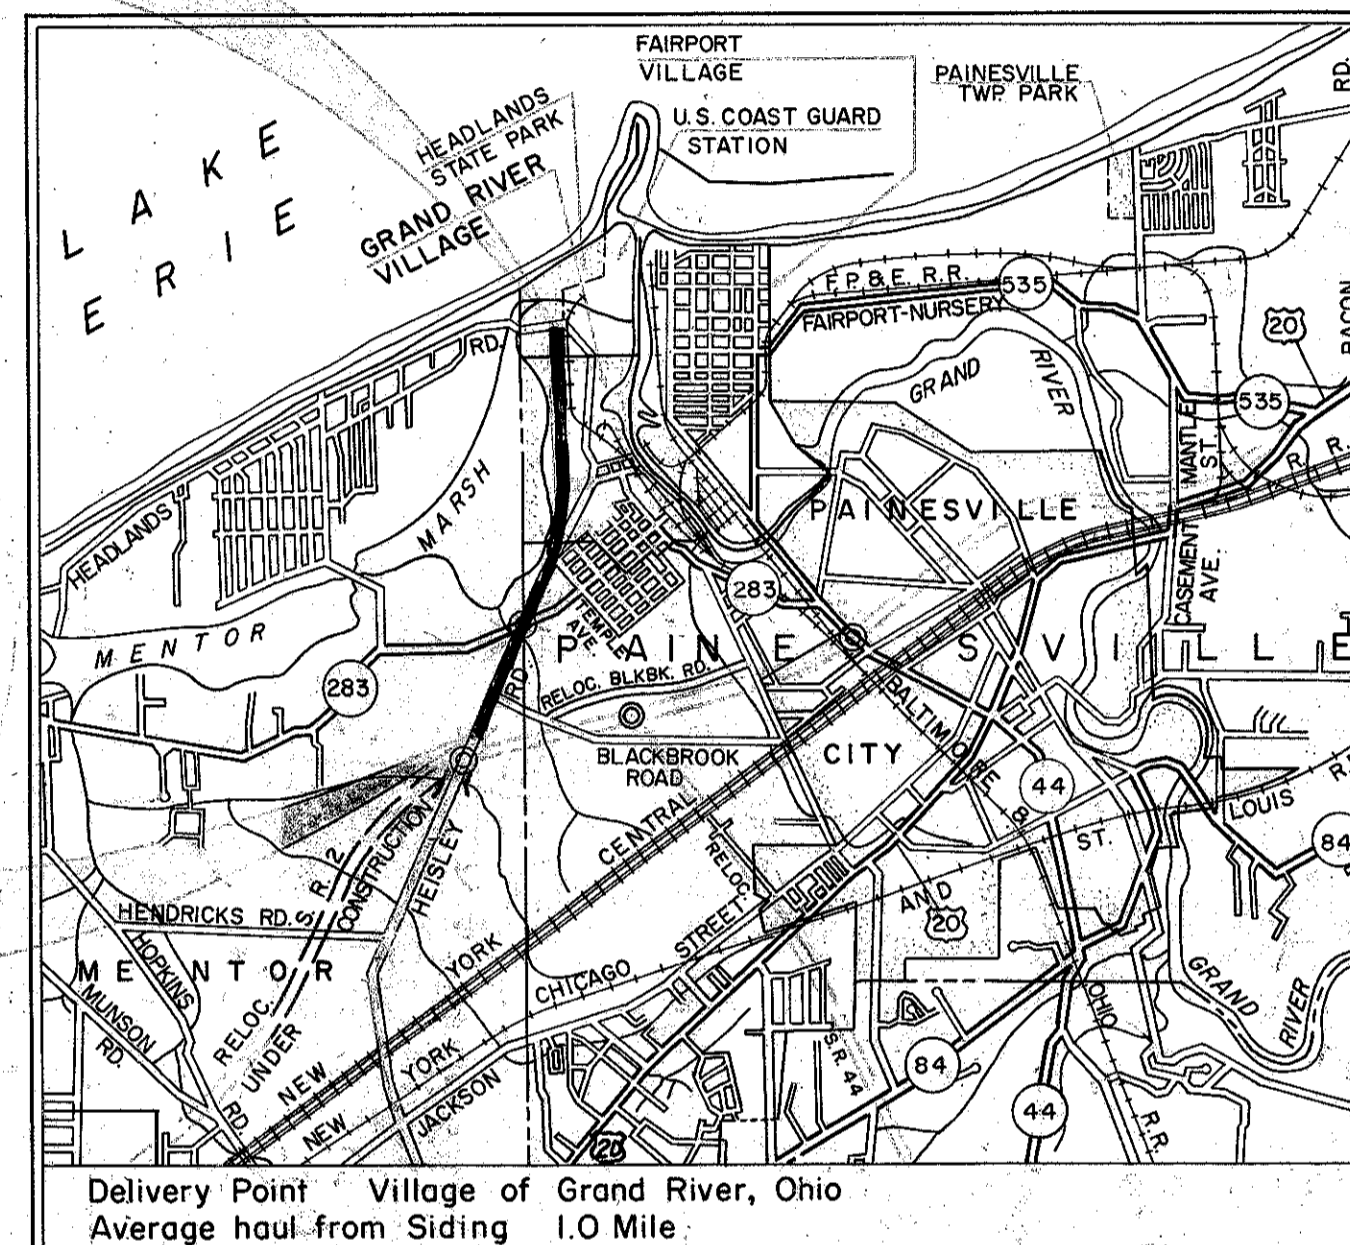 FAIRPORT
VILLAGE
PAINESVILLE
TWP. PARK
RD.
U.S. COAST GUARD
STATION
HEADLANDS
STATE PARK
GRAND RIVER
VILLAGE
LAKE
ERIE
F. P. & E. R.R.
535
FAIRPORT-NURSERY
20
BACON
RD.
GRAND
RIVER
535
MANTLE
ST.
R. R.
MARSH
HEADLANDS
PAINESVILLE
CASEMENT
AVE.
283
TEMPLE
AVE.
MENTOR
PAINESVILLE
283
RD.
RELOC. BLKBK. RD.
BALTIMORE &
BLACKBROOK
ROAD
CITY
44
R.R.
LOUIS
ST.
84
CENTRAL
RELOC.
S. R. 2
CONSTRUCTION
HEISLEY
AND
20
HENDRICKS RD.
HOPKINS
STREET
MENTOR
YORK
CHICAGO
MUNSON
RD.
GRAND
RIVER
OHIO
RELOC.
UNDER
S.R. 44
84
NEW
YORK
RD.
NEW
JACKSON
44
R.R.
20
Delivery Point Village of Grand River, Ohio
Average haul from Siding 1.0 Mile